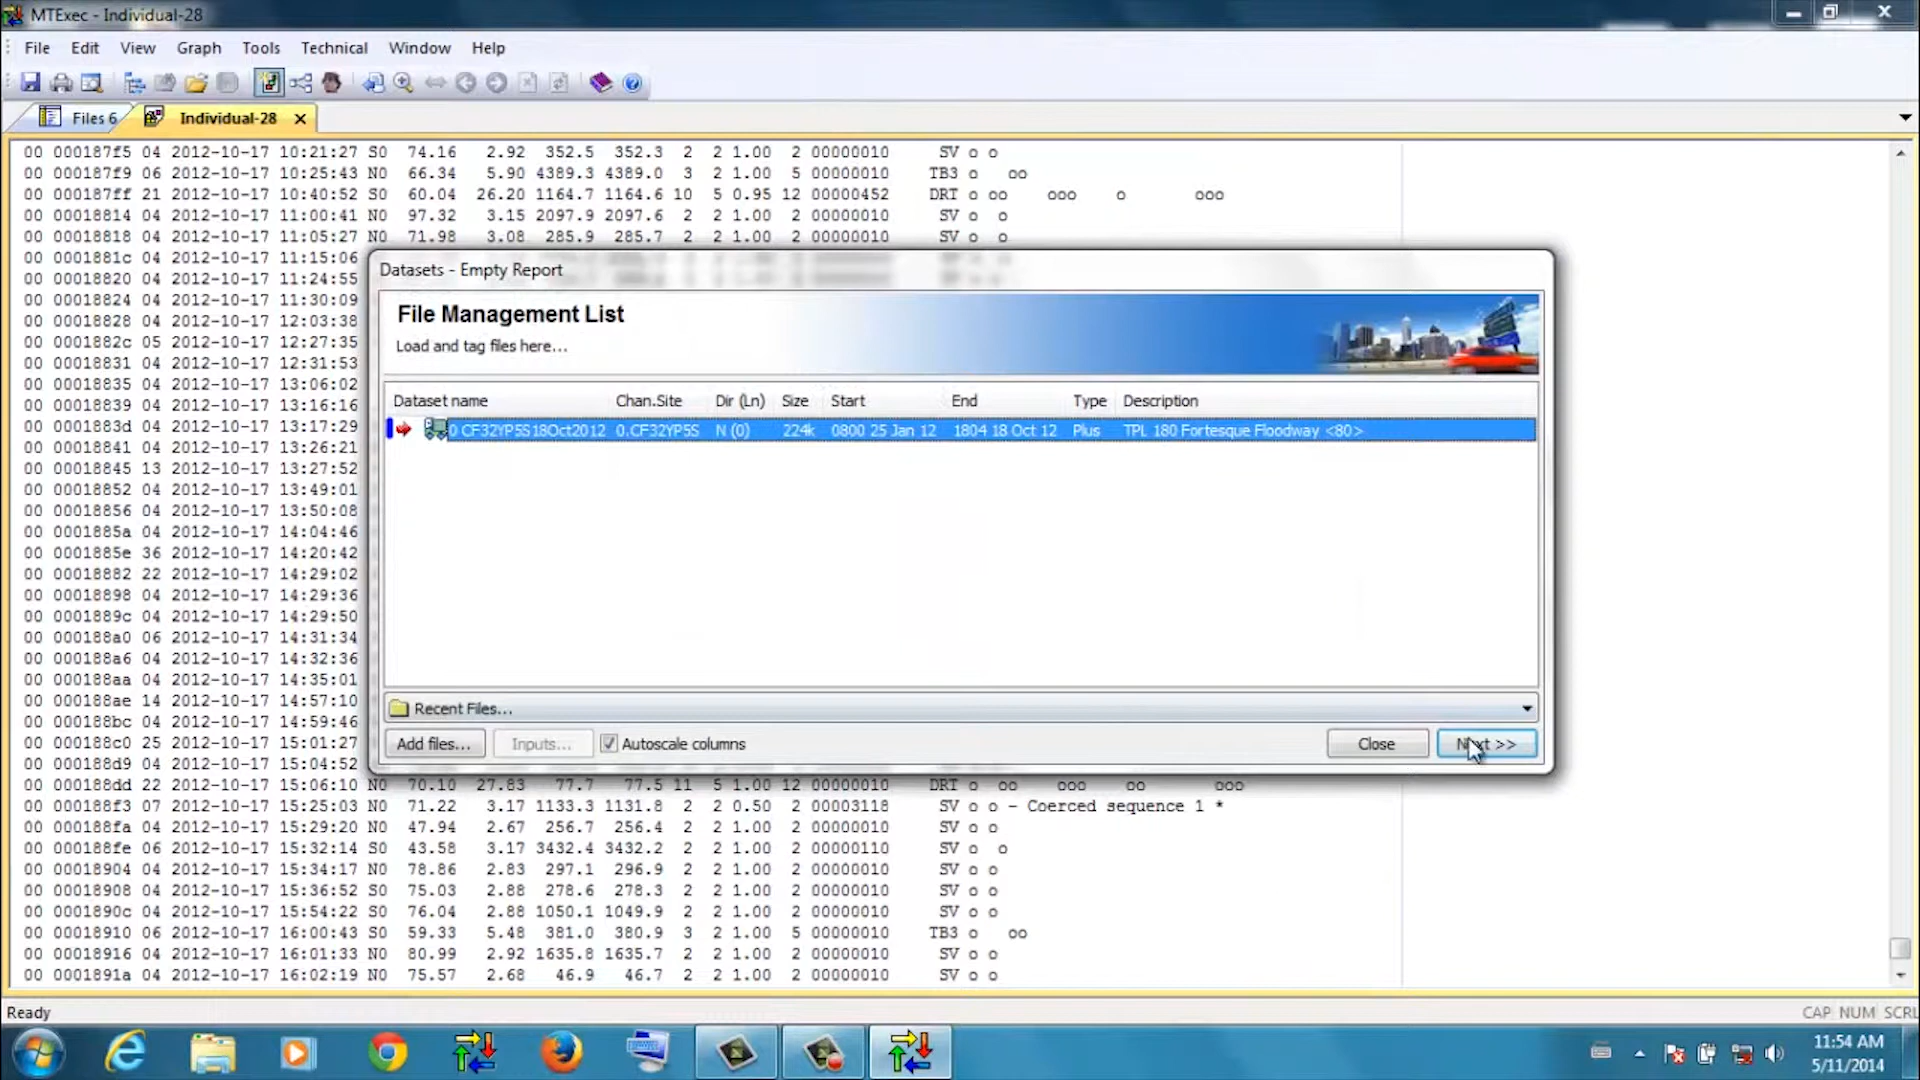 MTExec - Individual-28
File Edit View Graph Tools Technical Window Help
Files 6 Individual-28
00 000187f5 04 2012-10-17 10:21:27 S0 74.16 2.92 352.5 352.3 2 2 1.00 2 00000010 SV o o
00 000187f9 06 2012-10-17 10:25:43 N0 66.34 5.90 4389.3 4389.0 3 2 1.00 5 00000010 TB3 o oo
00 000187ff 21 2012-10-17 10:40:52 S0 60.04 26.20 1164.7 1164.6 10 5 0.95 12 00000452 DRT o oo ooo o ooo
00 00018814 04 2012-10-17 11:00:41 N0 97.32 3.15 2097.9 2097.6 2 2 1.00 2 00000010 SV o o
00 00018818 04 2012-10-17 11:05:27 N0 71.98 3.08 285.9 285.7 2 2 1.00 2 00000010 SV o o
00 0001881c 04 2012-10-17 11:15:06
00 00018820 04 2012-10-17 11:24:55
00 00018824 04 2012-10-17 11:30:09
00 00018828 04 2012-10-17 12:03:38
00 0001882c 05 2012-10-17 12:27:35
00 00018831 04 2012-10-17 12:31:53
00 00018835 04 2012-10-17 13:06:02
00 00018839 04 2012-10-17 13:16:16
00 0001883d 04 2012-10-17 13:17:29
00 00018841 04 2012-10-17 13:26:21
00 00018845 13 2012-10-17 13:27:52
00 00018852 04 2012-10-17 13:49:01
00 00018856 04 2012-10-17 13:50:08
00 0001885a 04 2012-10-17 14:04:46
00 0001885e 36 2012-10-17 14:20:42
00 00018882 22 2012-10-17 14:29:02
00 00018898 04 2012-10-17 14:29:36
00 0001889c 04 2012-10-17 14:29:50
00 000188a0 06 2012-10-17 14:31:34
00 000188a6 04 2012-10-17 14:32:36
00 000188aa 04 2012-10-17 14:35:01
00 000188ae 14 2012-10-17 14:57:10
00 000188bc 04 2012-10-17 14:59:46
00 000188c0 25 2012-10-17 15:01:27
00 000188d9 04 2012-10-17 15:04:52
00 000188dd 22 2012-10-17 15:06:10 N0 70.10 27.83 77.7 77.5 11 5 1.00 12 00000010 DRT o oo ooo oo ooo
00 000188f3 07 2012-10-17 15:25:03 N0 71.22 3.17 1133.3 1131.8 2 2 0.50 2 00003118 SV o o - Coerced sequence 1 *
00 000188fa 04 2012-10-17 15:29:20 N0 47.94 2.67 256.7 256.4 2 2 1.00 2 00000010 SV o o
00 000188fe 06 2012-10-17 15:32:14 S0 43.58 3.17 3432.4 3432.2 2 2 1.00 2 00000110 SV o o
00 00018904 04 2012-10-17 15:34:17 N0 78.86 2.83 297.1 296.9 2 2 1.00 2 00000010 SV o o
00 00018908 04 2012-10-17 15:36:52 S0 75.03 2.88 278.6 278.3 2 2 1.00 2 00000010 SV o o
00 0001890c 04 2012-10-17 15:54:22 S0 76.04 2.88 1050.1 1049.9 2 2 1.00 2 00000010 SV o o
00 00018910 06 2012-10-17 16:00:43 S0 59.33 5.48 381.0 380.9 3 2 1.00 5 00000010 TB3 o oo
00 00018916 04 2012-10-17 16:01:33 N0 80.99 2.92 1635.8 1635.7 2 2 1.00 2 00000010 SV o o
00 0001891a 04 2012-10-17 16:02:19 N0 75.57 2.68 46.9 46.7 2 2 1.00 2 00000010 SV o o
Datasets - Empty Report
File Management List
Load and tag files here...
Dataset name Chan.Site Dir (Ln) Size Start End Type Description
0 CF32YP5S18Oct2012 0.CF32YP5S N (0) 224k 0800 25 Jan 12 1804 18 Oct 12 Plus TPL 180 Fortesque Floodway <80>
Recent Files...
Add files... Inputs... Autoscale columns Close Next >>
Ready CAP NUM SCRL
11:54 AM
5/11/2014